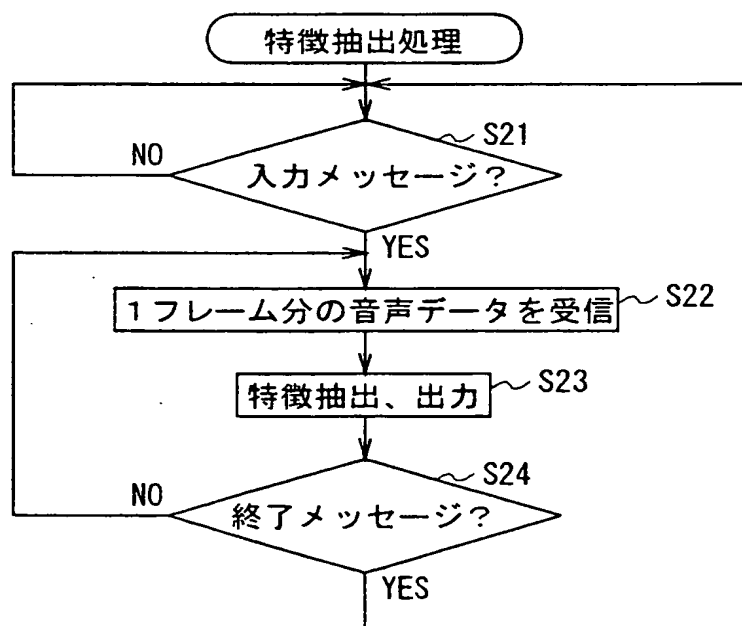 特徴抽出処理
S21
NO
入力メッセージ?
YES
1フレーム分の音声データを受信
S22
特徴抽出、出力
S23
S24
NO
終了メッセージ?
YES